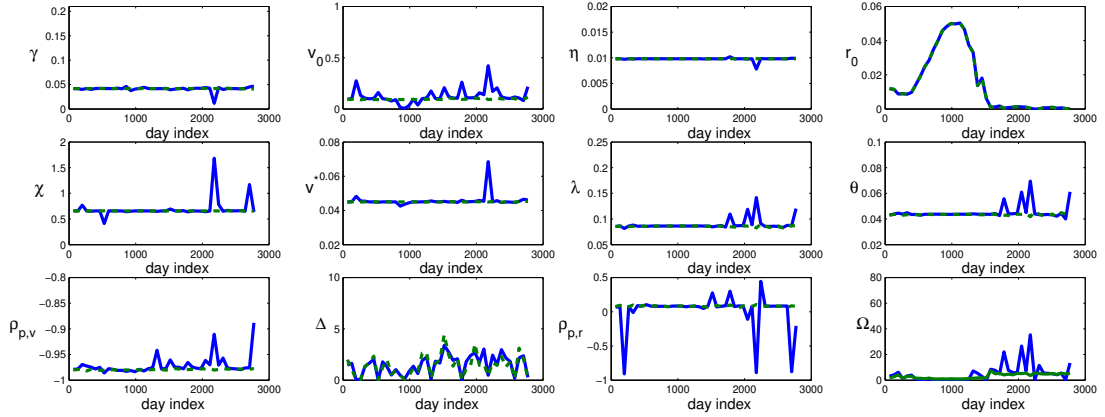 γ 0 0.05 0.1 0.15 0.2 0 1000 2000 3000 day index
v₀ 0 0.5 1 0 1000 2000 3000 day index
η 0 0.005 0.01 0.015 0.02 0 1000 2000 3000 day index
r₀ 0 0.02 0.04 0.06 0 1000 2000 3000 day index
χ 0 0.5 1 1.5 2 0 1000 2000 3000 day index
v* 0.02 0.04 0.06 0.08 0 1000 2000 3000 day index
λ 0.05 0.1 0.15 0.2 0.25 0 1000 2000 3000 day index
θ 0.02 0.04 0.06 0.08 0.1 0 1000 2000 3000 day index
ρp,v −1 −0.95 −0.9 −0.85 −0.8 0 1000 2000 3000 day index
Δ 0 5 10 0 1000 2000 3000 day index
ρp,r −1 −0.5 0 0.5 0 1000 2000 3000 day index
Ω 0 20 40 60 80 0 1000 2000 3000 day index